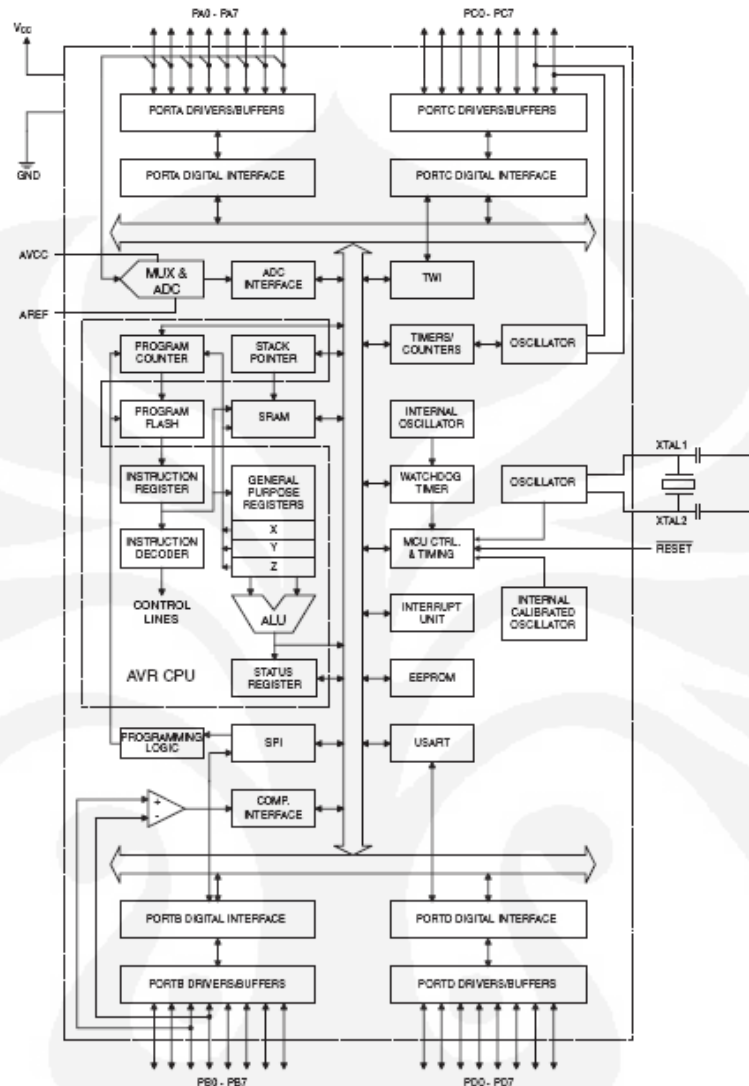 PA0 - PA7
PC0 - PC7
VCC
PORTA DRIVERS/BUFFERS
PORTC DRIVERS/BUFFERS
GND
PORTA DIGITAL INTERFACE
PORTC DIGITAL INTERFACE
AVCC
MUX &
ADC
ADC
INTERFACE
TWI
AREF
PROGRAM
COUNTER
STACK
POINTER
TIMERS/
COUNTERS
OSCILLATOR
PROGRAM
FLASH
SRAM
INTERNAL
OSCILLATOR
XTAL1
INSTRUCTION
REGISTER
GENERAL
PURPOSE
REGISTERS
WATCHDOG
TIMER
OSCILLATOR
X
XTAL2
INSTRUCTION
DECODER
Y
MCU CTRL.
& TIMING
RESET
Z
CONTROL
LINES
ALU
INTERRUPT
UNIT
INTERNAL
CALIBRATED
OSCILLATOR
AVR CPU
STATUS
REGISTER
EEPROM
PROGRAMMING
LOGIC
SPI
USART
+
-
COMP.
INTERFACE
PORTB DIGITAL INTERFACE
PORTD DIGITAL INTERFACE
PORTB DRIVERS/BUFFERS
PORTD DRIVERS/BUFFERS
PB0 - PB7
PD0 - PD7